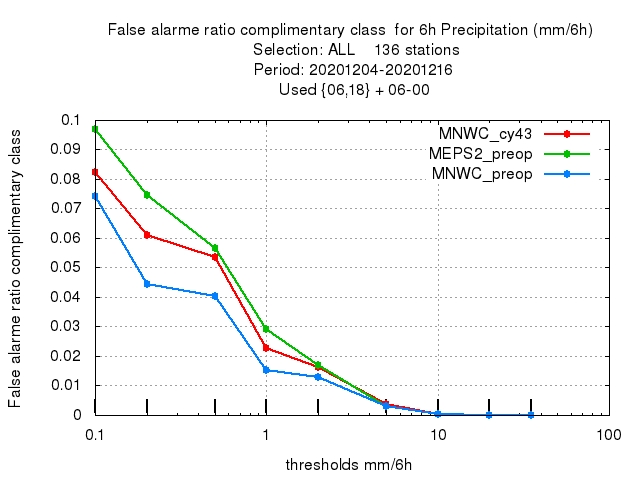 False alarme ratio complimentary class  for 6h Precipitation (mm/6h)
Selection: ALL    136 stations
Period: 20201204-20201216
Used {06,18} + 06-00
False alarme ratio complimentary class
0.1
0.09
0.08
0.07
0.06
0.05
0.04
0.03
0.02
0.01
0
MNWC_cy43
MEPS2_preop
MNWC_preop
0.1 1 10 100
thresholds mm/6h